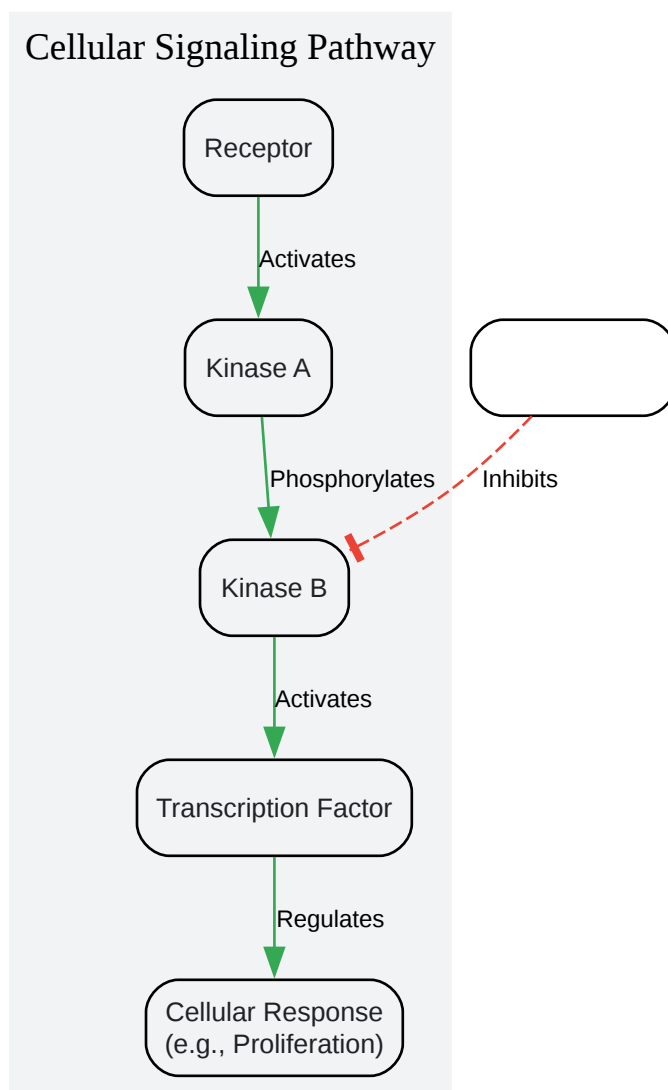 Cellular Signaling Pathway
Receptor
Activates
Kinase A
Phosphorylates
Inhibits
Kinase B
Activates
Transcription Factor
Regulates
Cellular Response
(e.g., Proliferation)